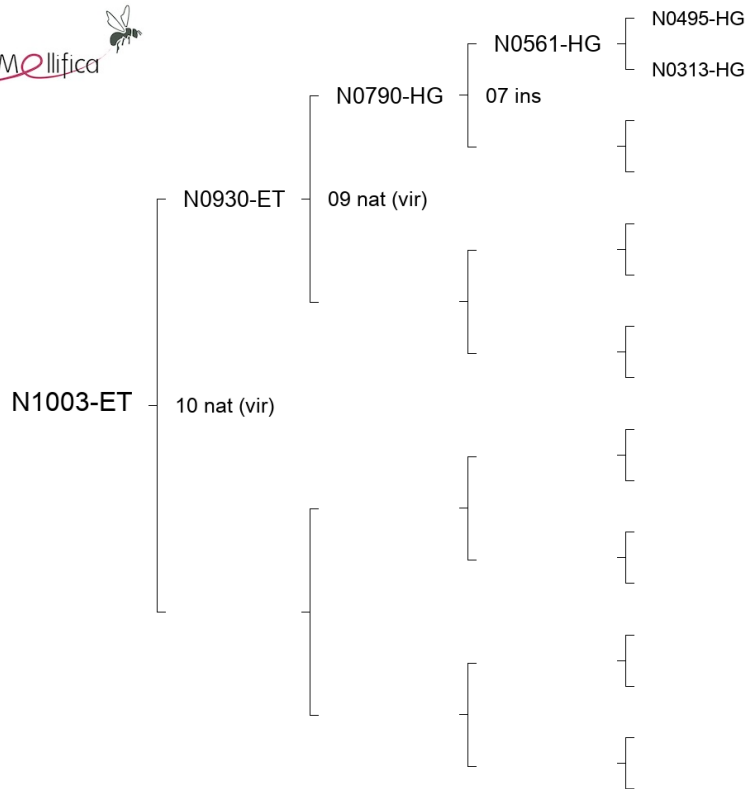 Mellifica
N0495-HG
N0561-HG
N0313-HG
N0790-HG
07 ins
N0930-ET
09 nat (vir)
N1003-ET
10 nat (vir)